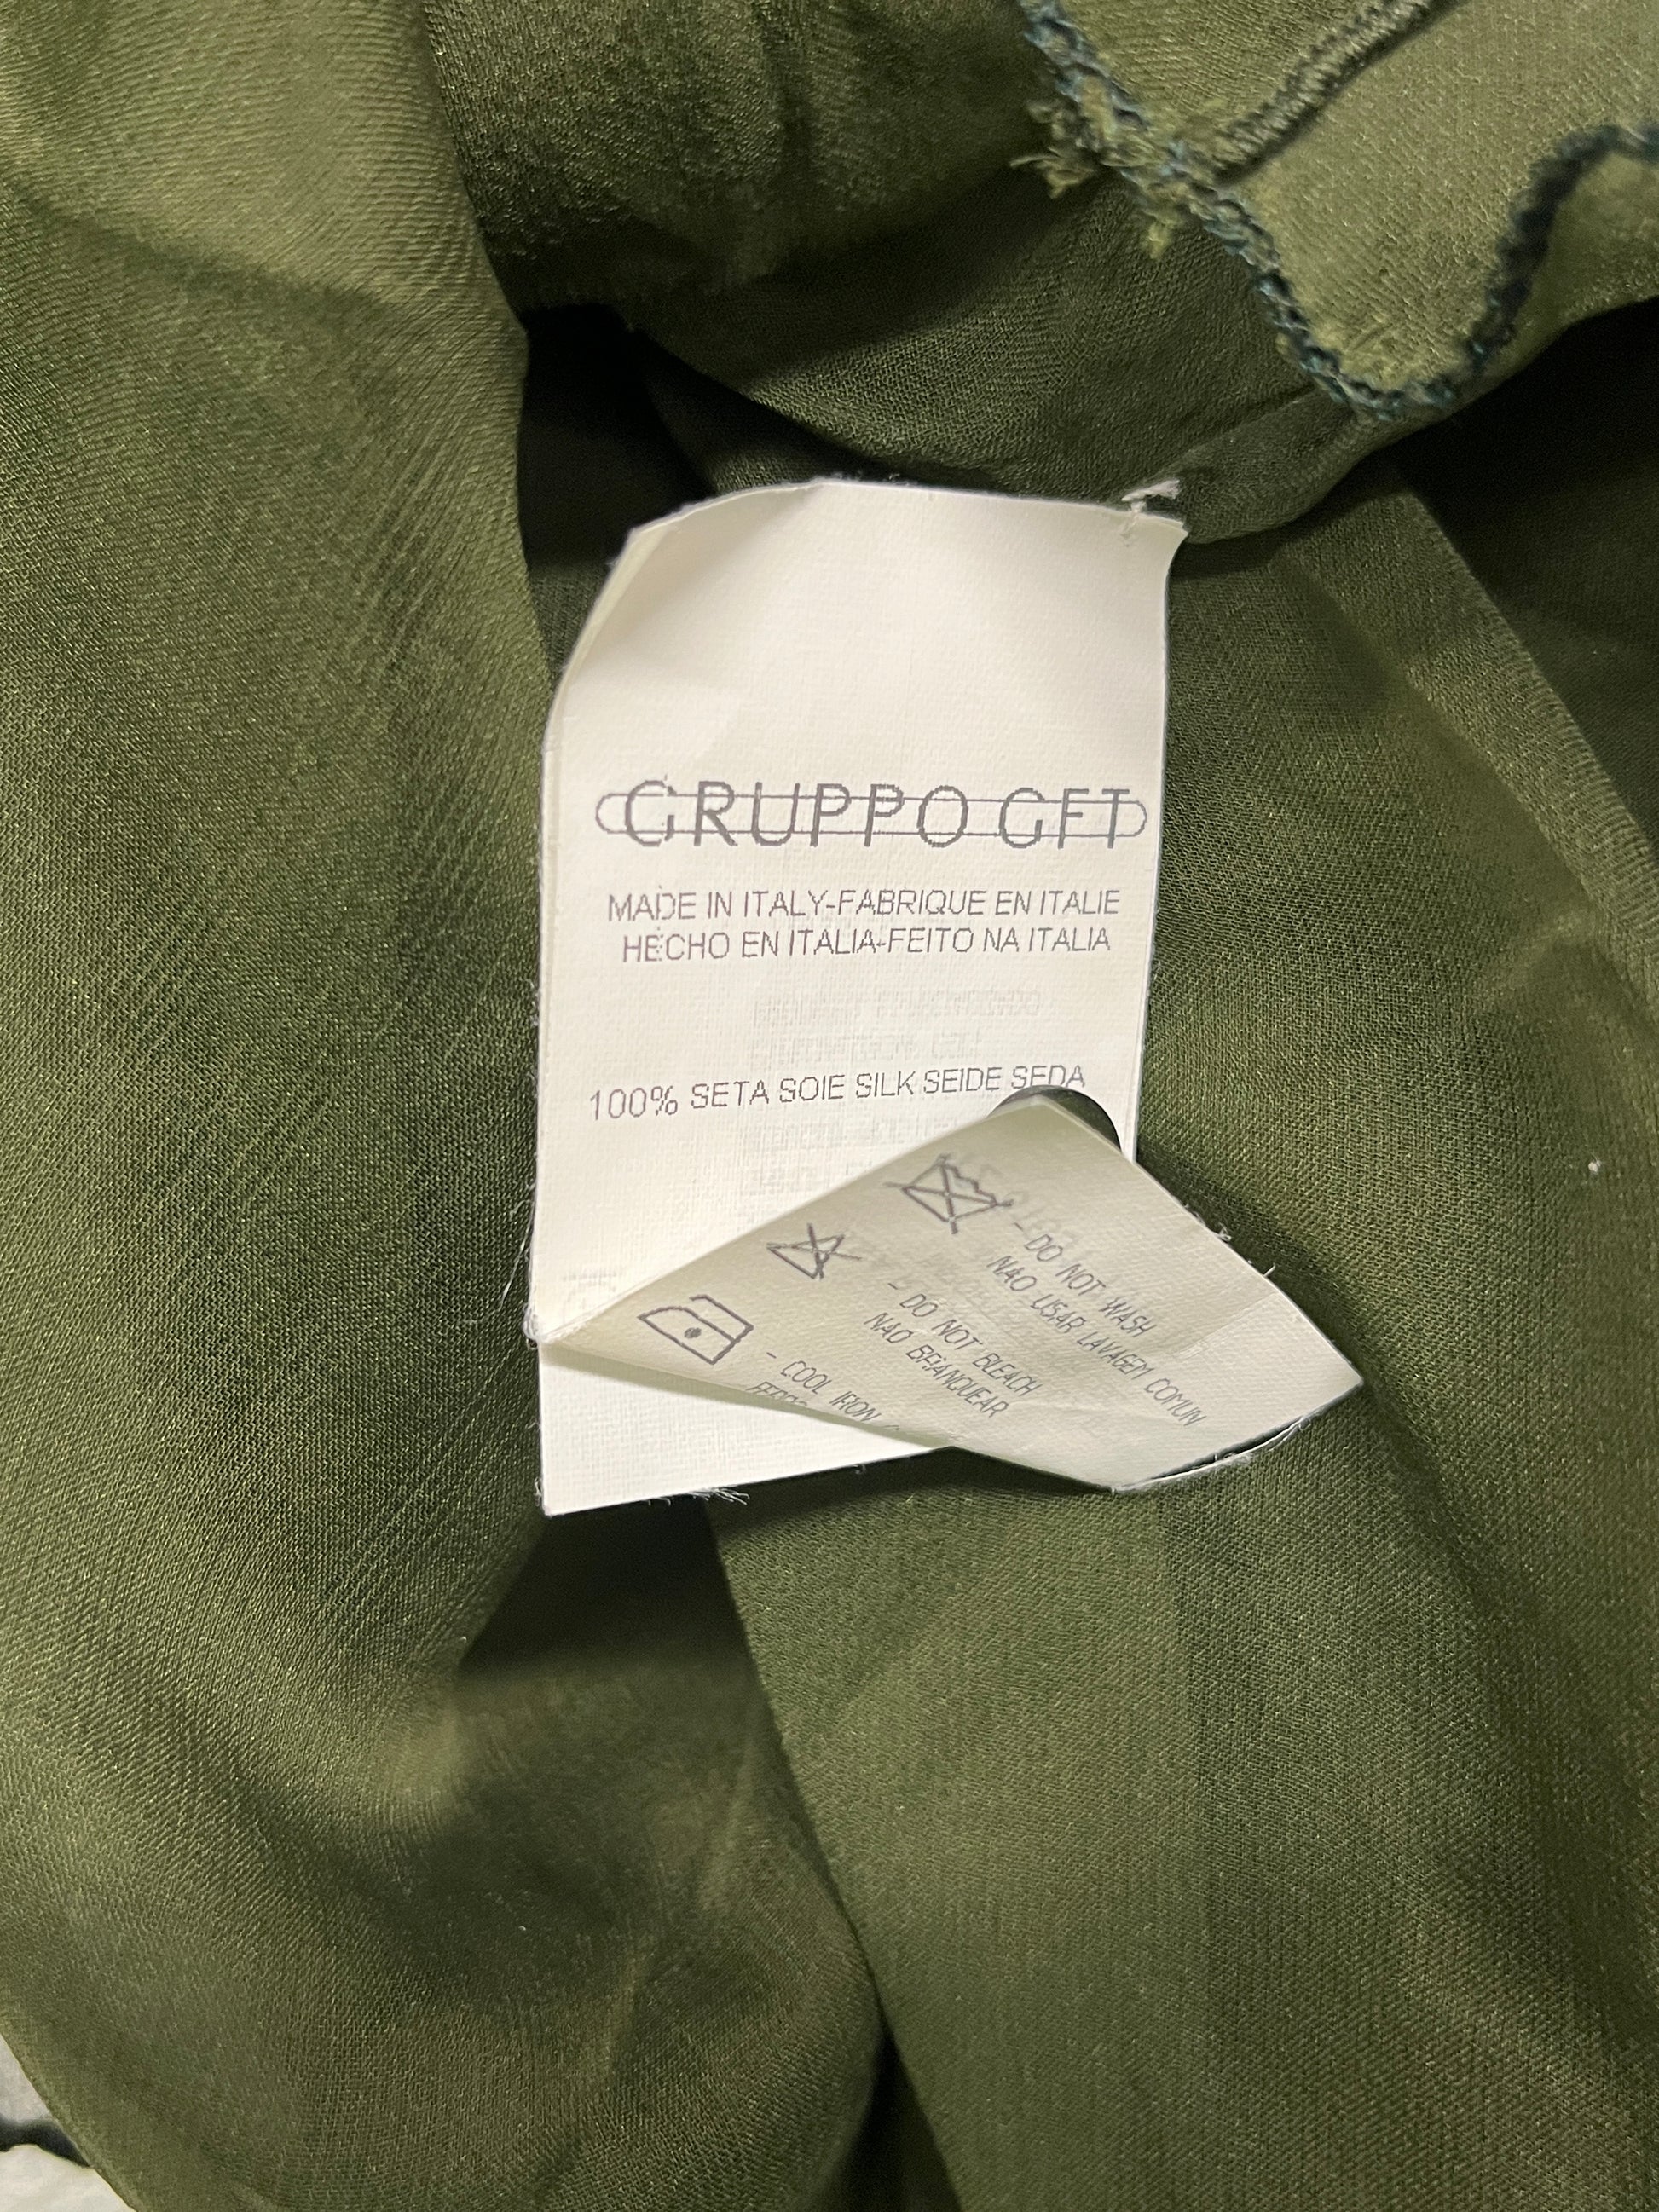 GRUPPO GFT
MADE IN ITALY-FABRIQUE EN ITALIE
HECHO EN ITALIA-FEITO NA ITALIA
100% SETA SOIE SILK SEIDE SEDA
- DO NOT WASH
NAO USAR LAVAGEM COMUN
- DO NOT BLEACH
NAO BRANQUEAR
- COOL IRON